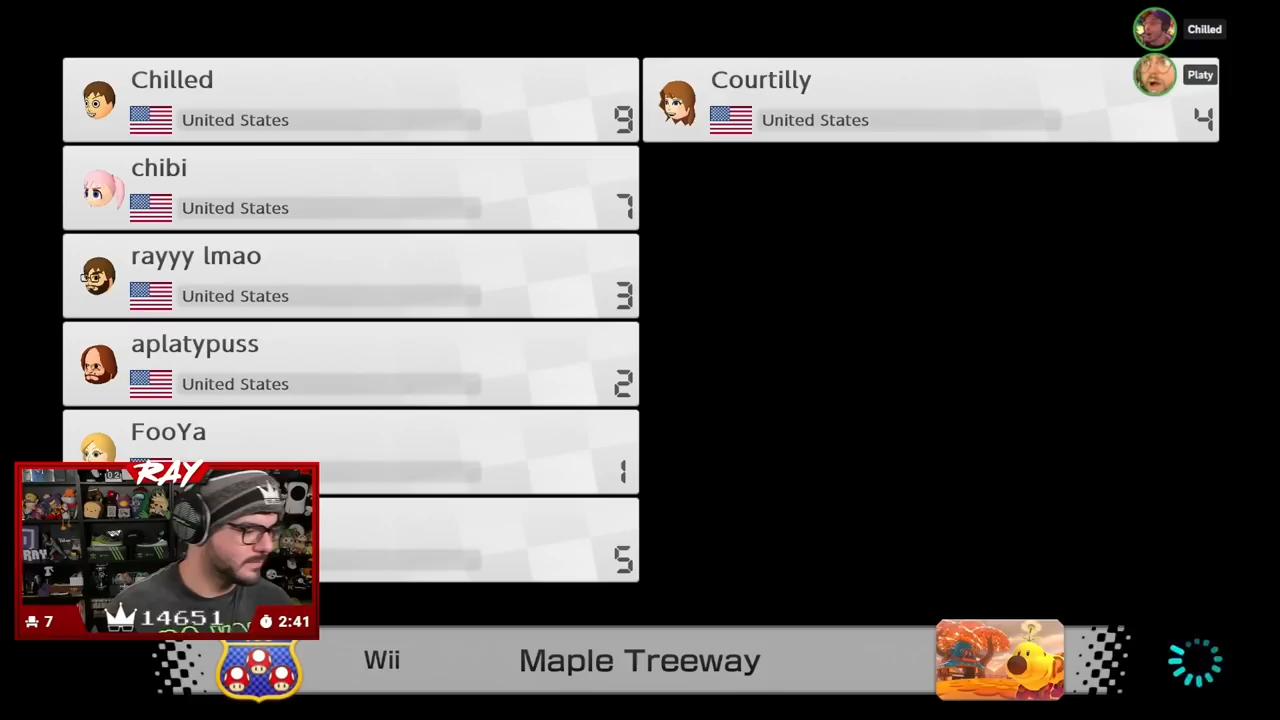 Chilled
Platy
Chilled
United States
9
chibi
United States
7
rayyy lmao
United States
3
aplatypuss
United States
2
FooYa
1
5
Courtilly
United States
4
RAY
7
14651
2:41
Wii
Maple Treeway